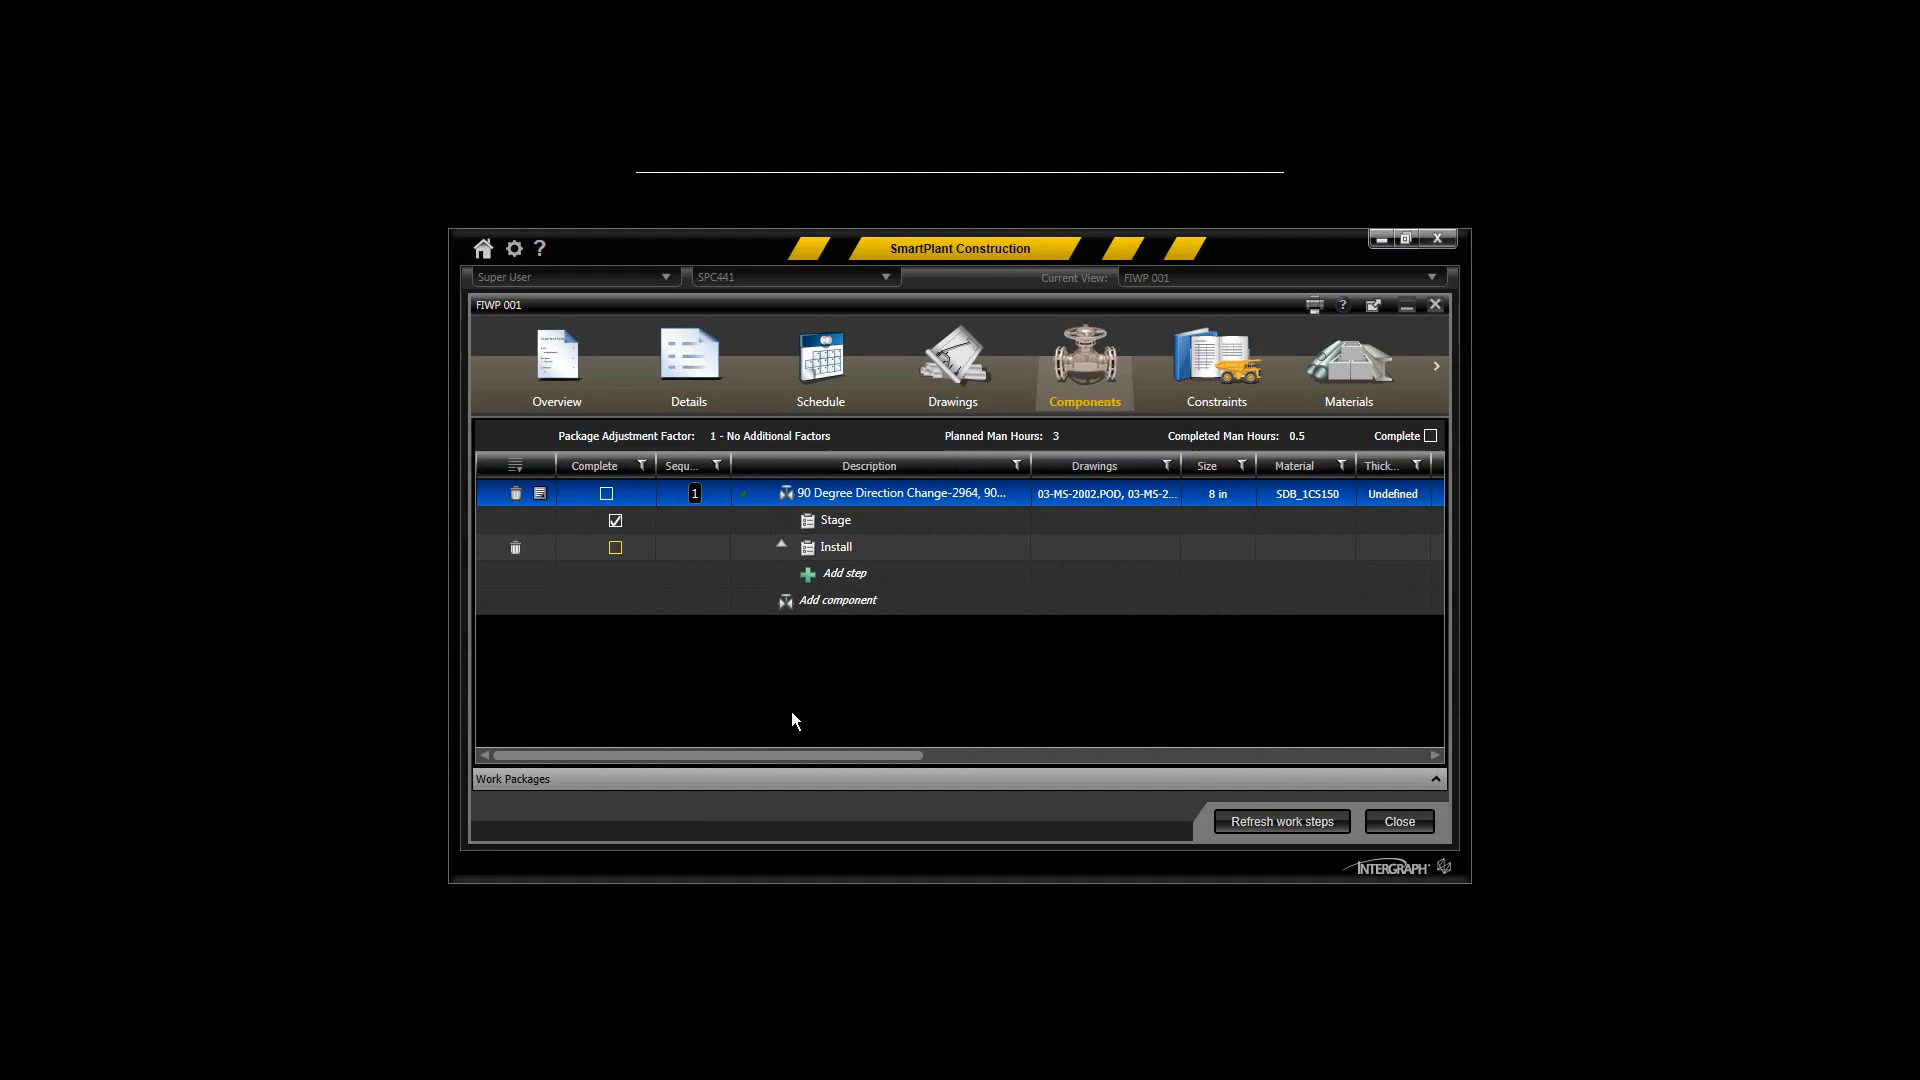 SmartPlant Construction
Super User
SPC441
Current View: FIWP 001
FIWP 001
Overview
Details
Schedule
Drawings
Components
Constraints
Materials
Package Adjustment Factor: 1 - No Additional Factors
Planned Man Hours: 3
Completed Man Hours: 0.5
Complete
Complete
Sequ...
Description
Drawings
Size
Material
Thick...
1
90 Degree Direction Change-2964, 90...
03-MS-2002.POD, 03-MS-2...
8 in
SDB_1CS150
Undefined
Stage
Install
Add step
Add component
Work Packages
Refresh work steps
Close
INTERGRAPH